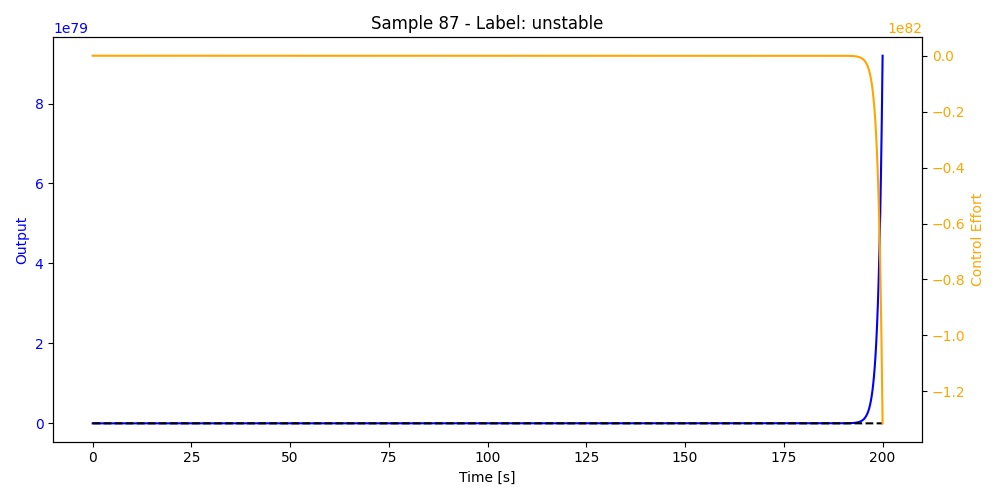 Sample 87 - Label: unstable
1e79
1e82
8
6
4
2
0
Output
0.0
−0.2
−0.4
−0.6
−0.8
−1.0
−1.2
Control Effort
0 25 50 75 100 125 150 175 200
Time [s]